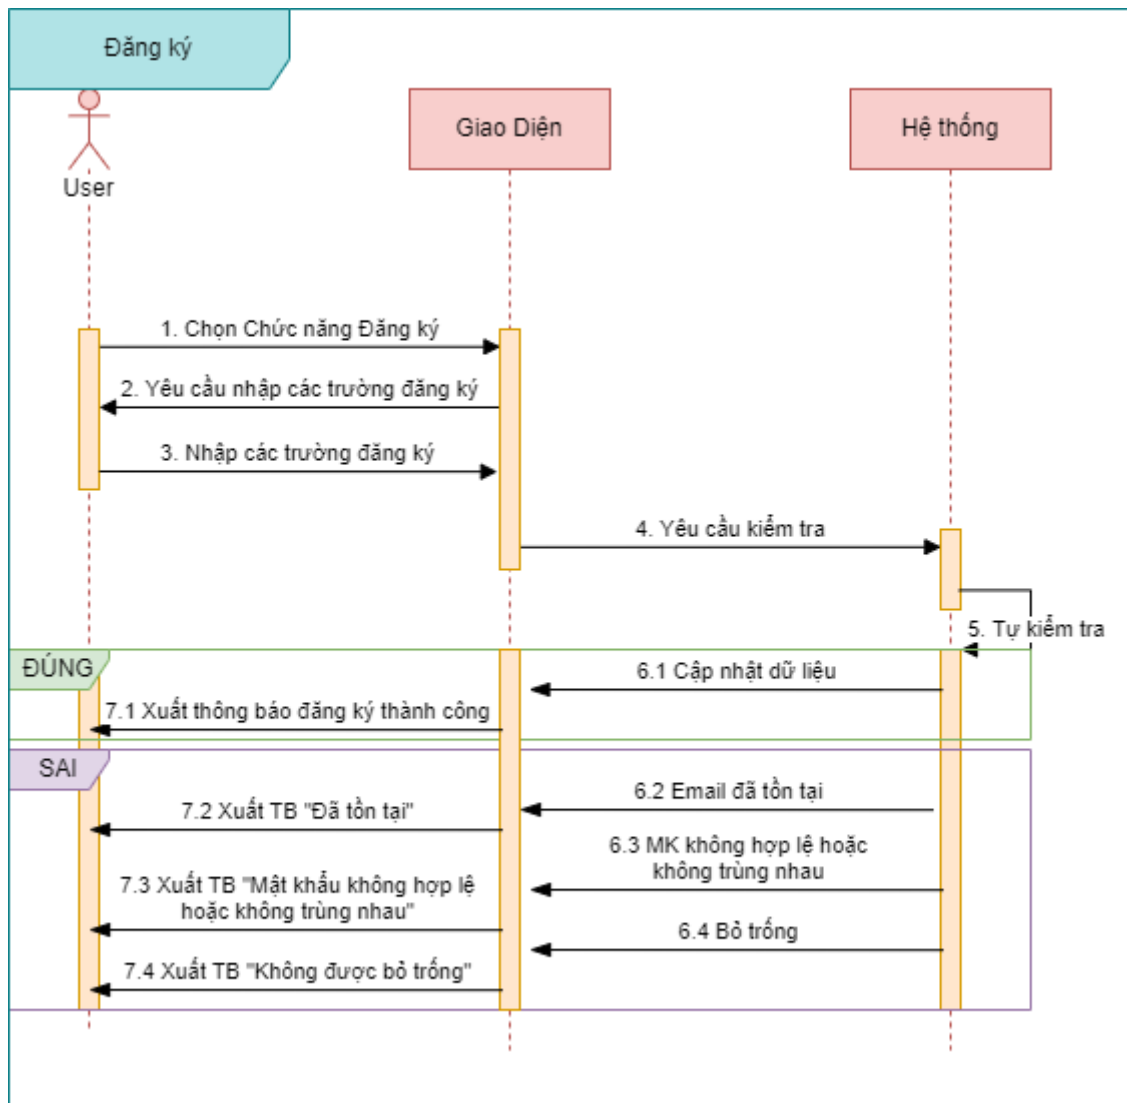 Đăng ký
Giao Diện
Hệ thống
User
1. Chọn Chức năng Đăng ký
2. Yêu cầu nhập các trường đăng ký
3. Nhập các trường đăng ký
4. Yêu cầu kiểm tra
5. Tự kiểm tra
ĐÚNG
6.1 Cập nhật dữ liệu
7.1 Xuất thông báo đăng ký thành công
SAI
6.2 Email đã tồn tại
7.2 Xuất TB "Đã tồn tại"
6.3 MK không hợp lệ hoặc
không trùng nhau
7.3 Xuất TB "Mật khẩu không hợp lệ
hoặc không trùng nhau"
6.4 Bỏ trống
7.4 Xuất TB "Không được bỏ trống"